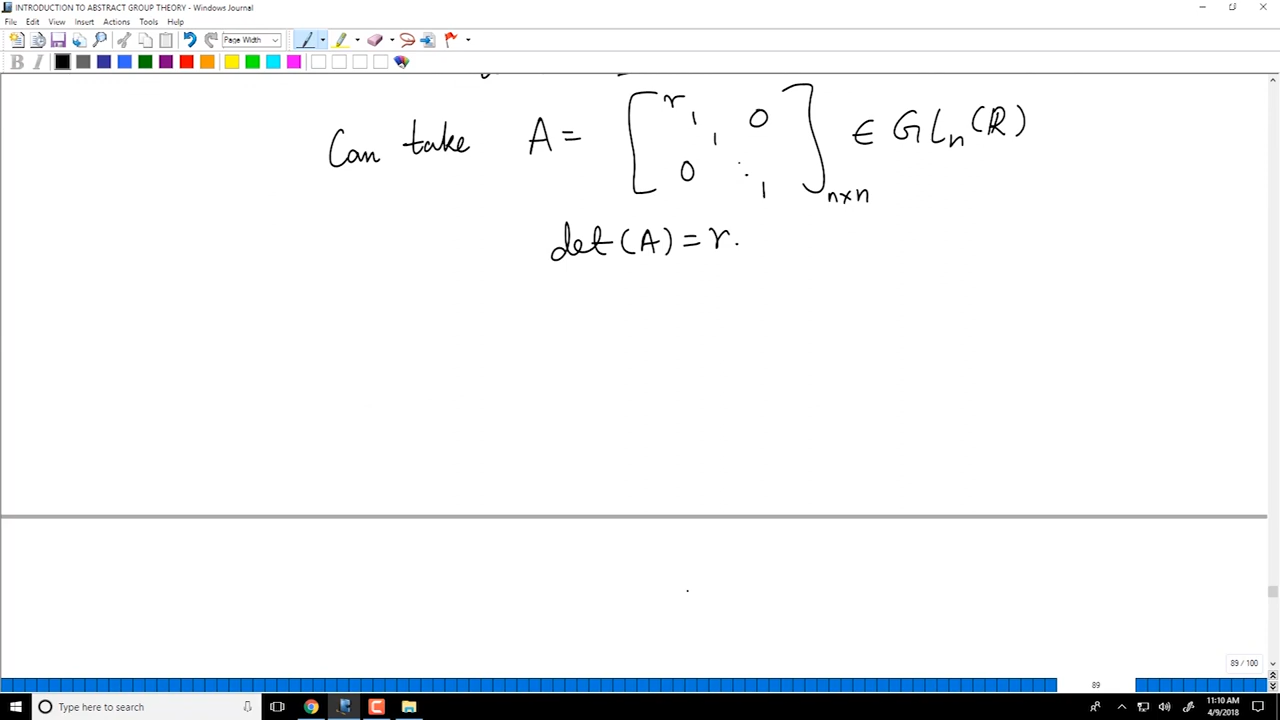 INTRODUCTION TO ABSTRACT GROUP THEORY - Windows Journal
File Edit View Insert Actions Tools Help
Page Width
B I
Can take A = [ r 1 1 0 0 ⋱ 1 ] n×n ∈ GLn(ℝ)
det(A) = r.
89 / 100
89
Type here to search
11:10 AM
4/9/2018